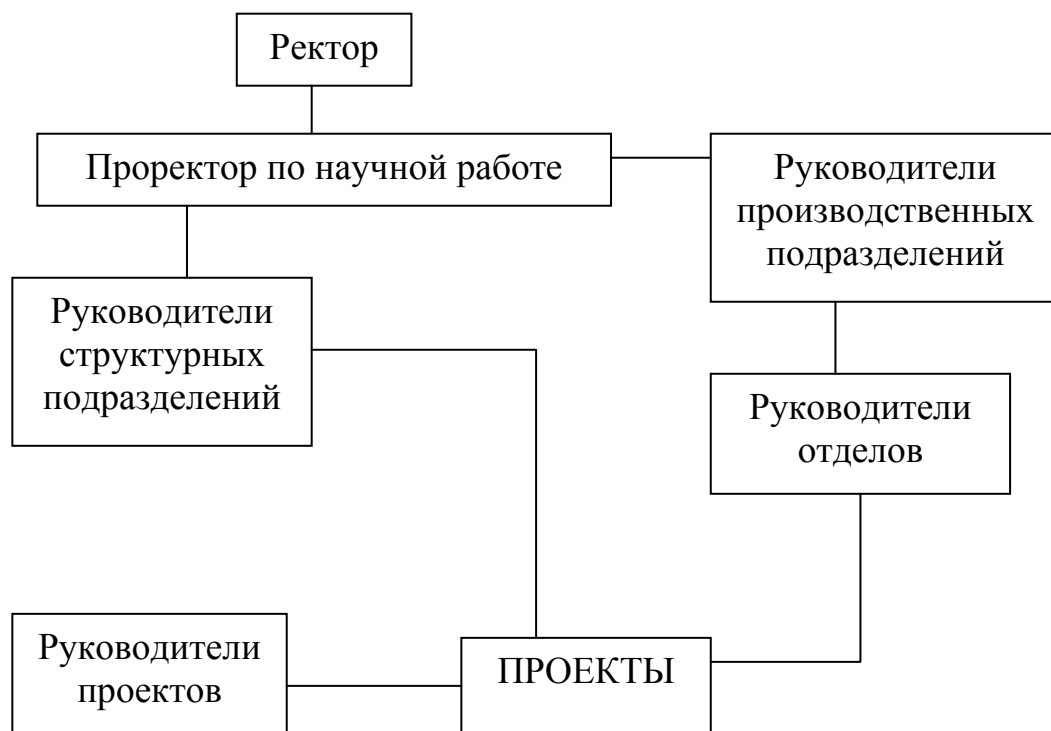 Ректор
Проректор по научной работе
Руководители
производственных
подразделений
Руководители
структурных
подразделений
Руководители
отделов
Руководители
проектов
ПРОЕКТЫ